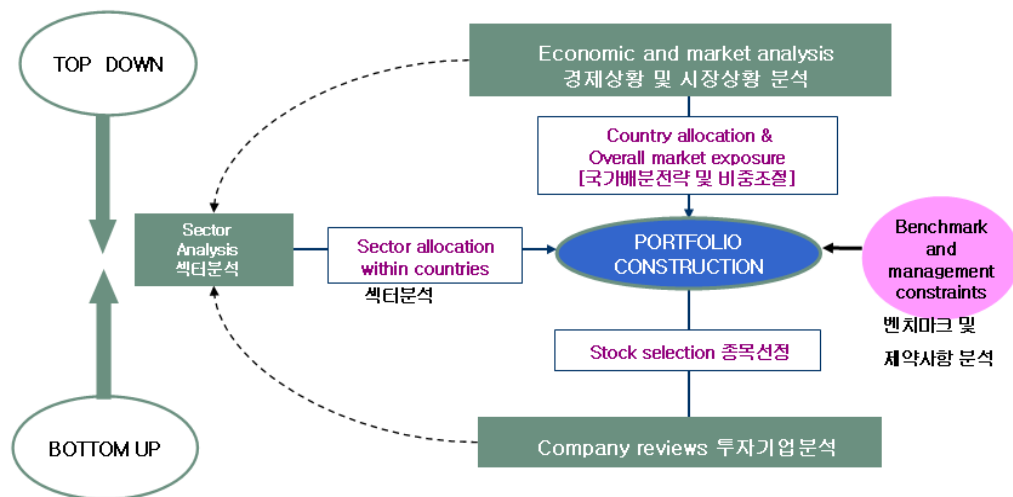 TOP DOWN
Economic and market analysis
경제상황 및 시장상황 분석
Country allocation &
Overall market exposure
[국가배분전략 및 비중조절]
Sector
Analysis
섹터분석
Sector allocation
within countries
섹터분석
PORTFOLIO
CONSTRUCTION
Benchmark
and
management
constraints
벤치마크 및
제약사항 분석
Stock selection 종목선정
BOTTOM UP
Company reviews 투자기업분석